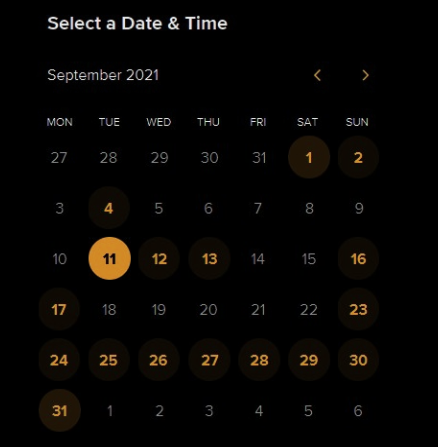 Select a Date & Time
September 2021
MON TUE WED THU FRI SAT SUN
27 28 29 30 31 1 2
3 4 5 6 7 8 9
10 11 12 13 14 15 16
17 18 19 20 21 22 23
24 25 26 27 28 29 30
31 1 2 3 4 5 6